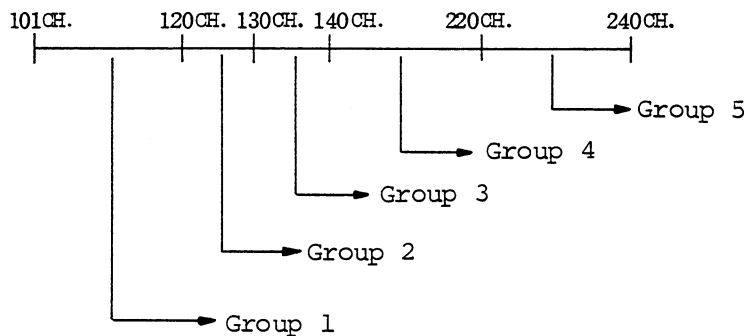 101CH. 120CH. 130CH. 140CH. 220CH. 240CH.
Group 5
Group 4
Group 3
Group 2
Group 1